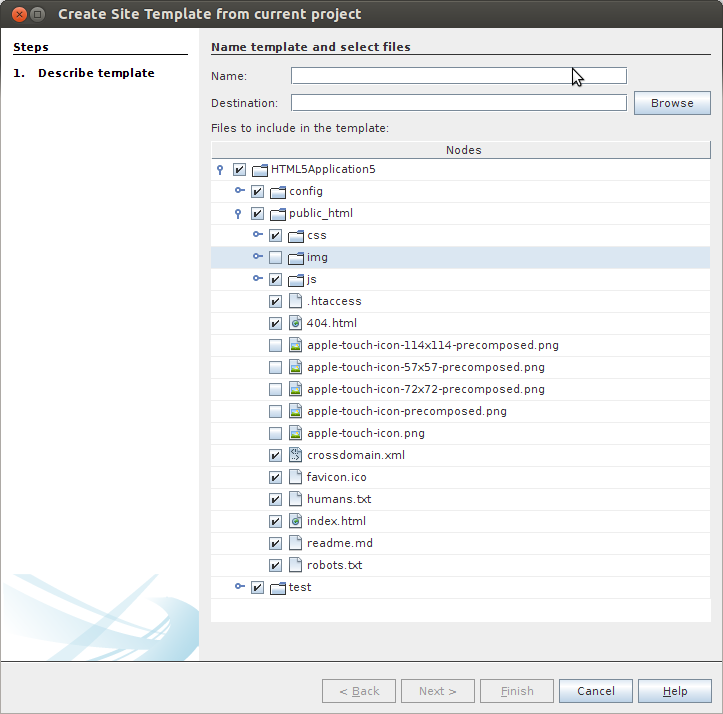 Create Site Template from current project
Steps
1. Describe template
Name template and select files
Name:
Destination:
Browse
Files to include in the template:
Nodes
HTML5Application5
config
public_html
css
img
js
.htaccess
404.html
apple-touch-icon-114x114-precomposed.png
apple-touch-icon-57x57-precomposed.png
apple-touch-icon-72x72-precomposed.png
apple-touch-icon-precomposed.png
apple-touch-icon.png
crossdomain.xml
favicon.ico
humans.txt
index.html
readme.md
robots.txt
test
< Back Next > Finish Cancel Help